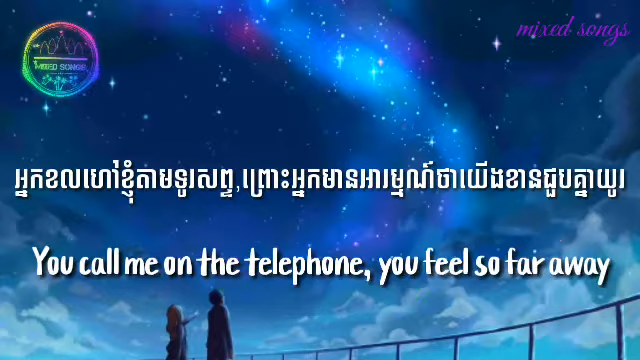 mixed songs
MIXED SONGS
អ្នកខលហៅខ្ញុំតាមទូរសព្ទ,ព្រោះអ្នកមានអារម្មណ៍ថាយើងខានជួបគ្នាយូរ
You call me on the telephone, you feel so far away